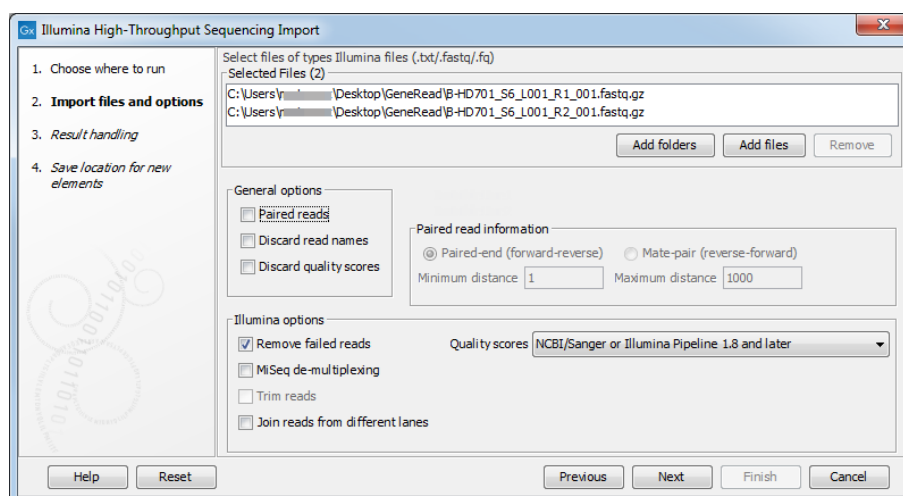 Gx Illumina High-Throughput Sequencing Import
1. Choose where to run
2. Import files and options
3. Result handling
4. Save location for new
elements
Select files of types Illumina files (.txt/.fastq/.fq)
Selected Files (2)
C:\Users\ \Desktop\GeneRead\B-HD701_S6_L001_R1_001.fastq.gz
C:\Users\ \Desktop\GeneRead\B-HD701_S6_L001_R2_001.fastq.gz
Add folders Add files Remove
General options
Paired reads
Discard read names
Discard quality scores
Paired read information
Paired-end (forward-reverse) Mate-pair (reverse-forward)
Minimum distance 1 Maximum distance 1000
Illumina options
Remove failed reads Quality scores NCBI/Sanger or Illumina Pipeline 1.8 and later
MiSeq de-multiplexing
Trim reads
Join reads from different lanes
Help Reset Previous Next Finish Cancel